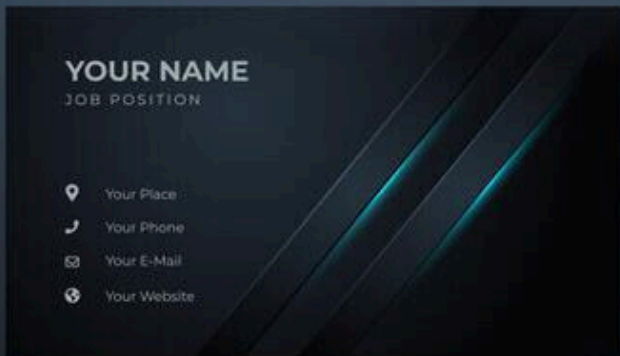 YOUR NAME
JOB POSITION
Your Place
Your Phone
Your E-Mail
Your Website